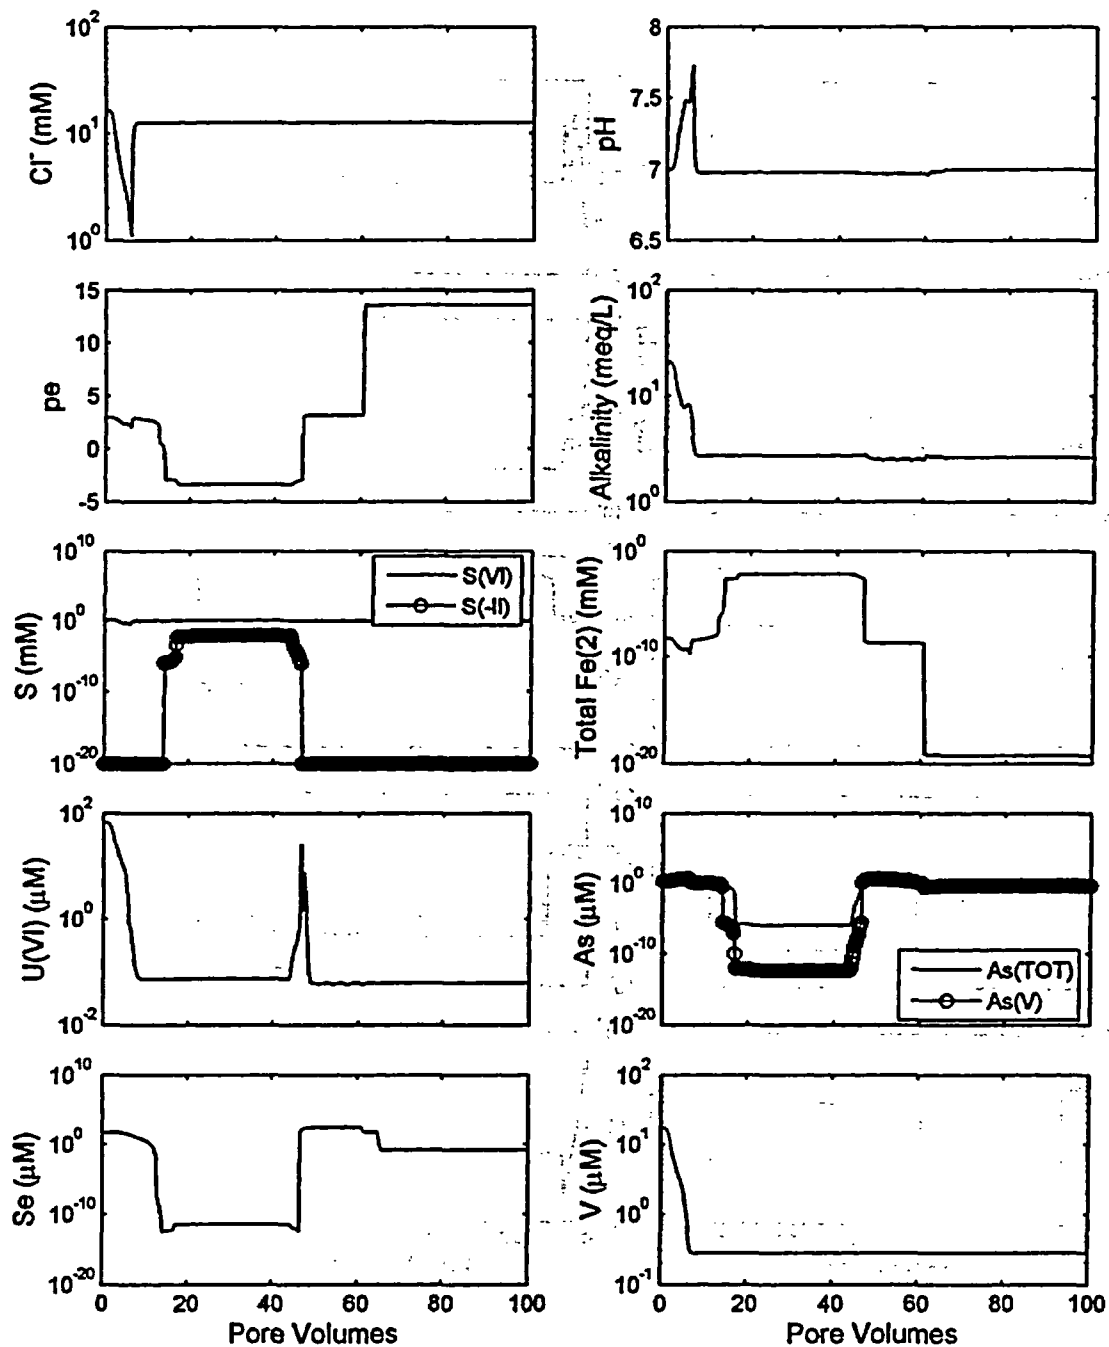 10²
10¹
10⁰
Cl⁻ (mM)
8
7.5
7
6.5
pH
15
10
5
0
-5
pe
10²
10¹
10⁰
Alkalinity (meq/L)
10¹⁰
10⁰
10⁻¹⁰
10⁻²⁰
S (mM)
S(VI)
S(-II)
10⁰
10⁻¹⁰
10⁻²⁰
Total Fe(2) (mM)
10²
10⁰
10⁻²
U(VI) (μM)
10¹⁰
10⁰
10⁻¹⁰
10⁻²⁰
As (μM)
As(TOT)
As(V)
10¹⁰
10⁰
10⁻¹⁰
10⁻²⁰
Se (μM)
0 20 40 60 80 100
Pore Volumes
10²
10¹
10⁰
10⁻¹
V (μM)
0 20 40 60 80 100
Pore Volumes